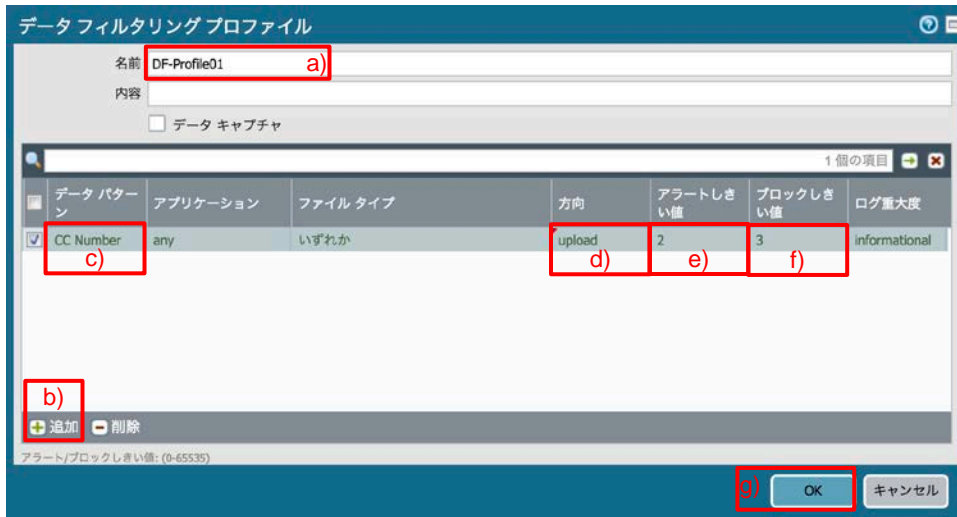 データ フィルタリング プロファイル
名前 DF-Profile01 a)
内容
データ キャプチャ
1 個の項目
データ パターン アプリケーション ファイル タイプ 方向 アラートしきい値 ブロックしきい値 ログ重大度
CC Number any いずれか upload 2 3 informational
c) d) e) f)
b)
追加 削除
アラート/ブロックしきい値: (0-65535)
g) OK キャンセル